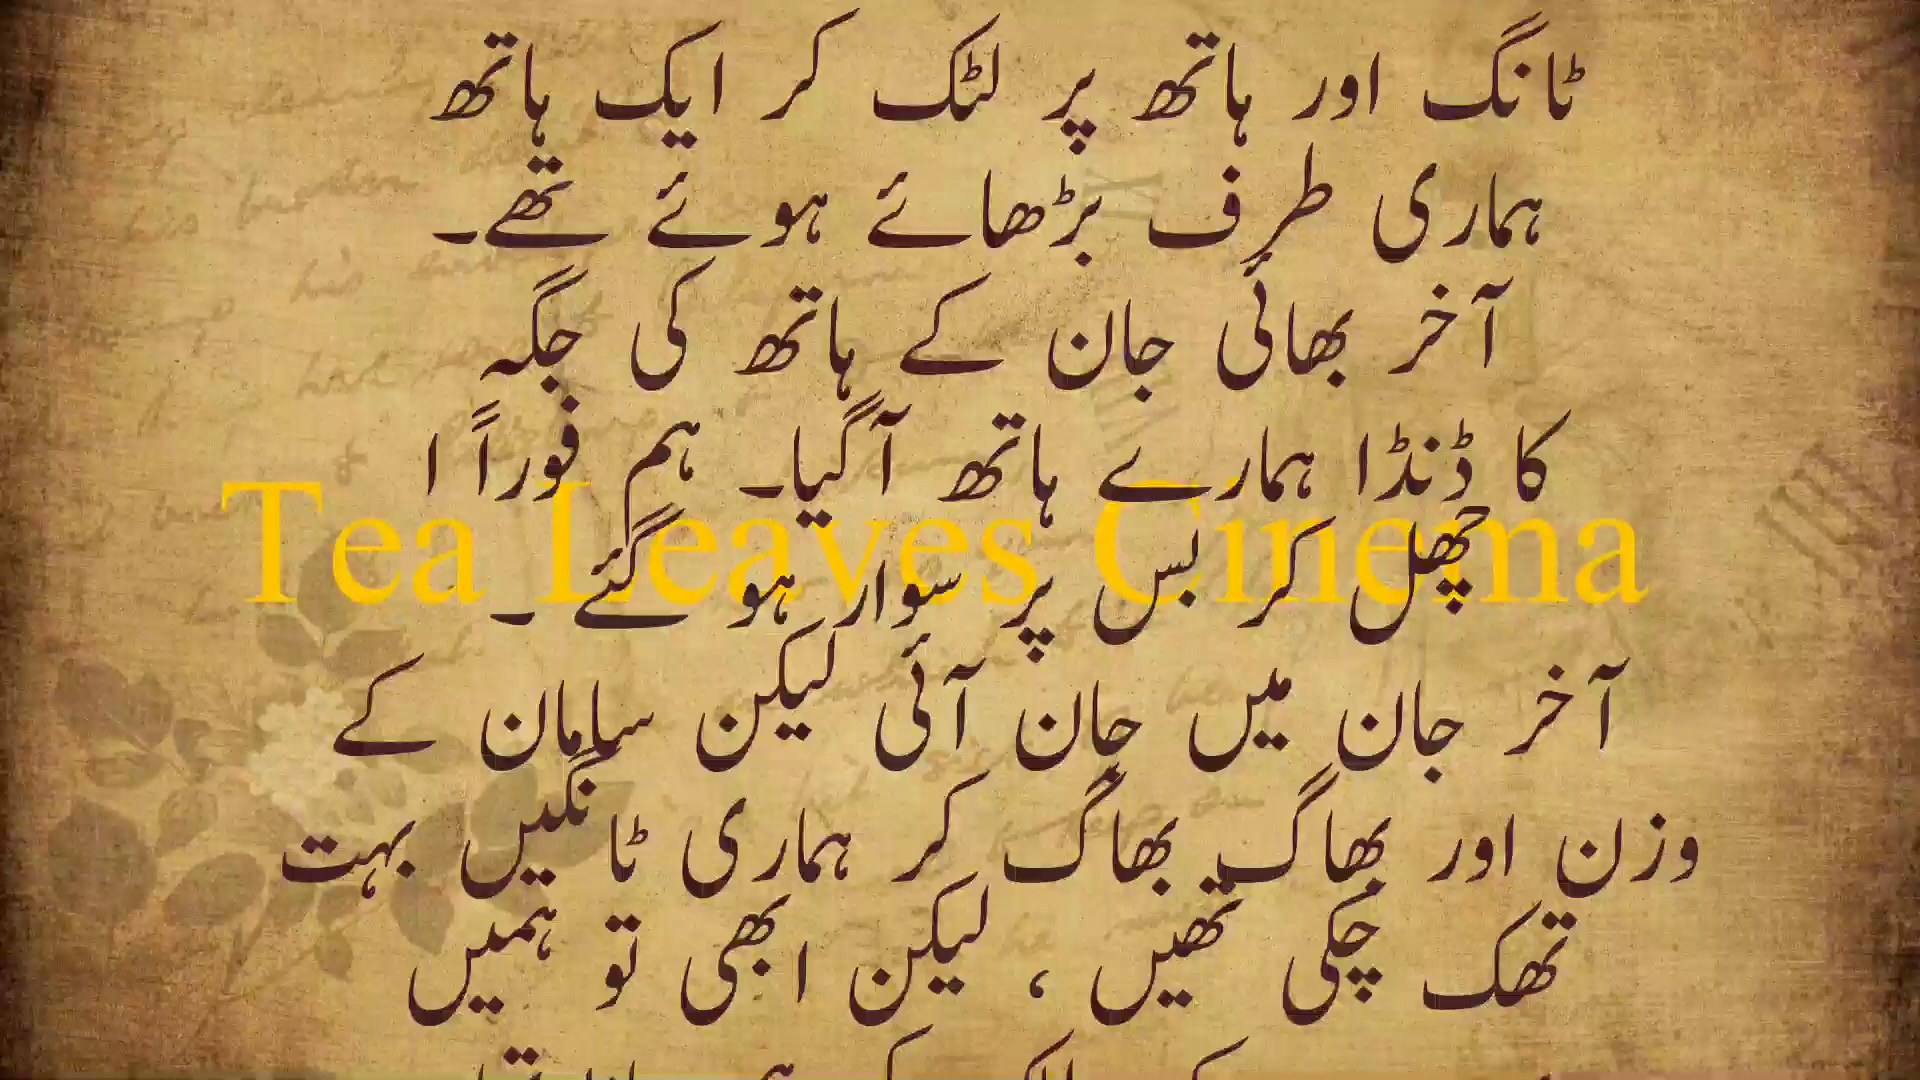 ٹانگ اور ہاتھ پر لٹک کر ایک ہاتھ
ہماری طرف بڑھائے ہوئے تھے۔
آخر بھائی جان کے ہاتھ کی جگہ
کا ڈنڈا ہمارے ہاتھ آگیا۔ ہم فوراً ا
چھل کر بس پر سوار ہو گئے ۔
Tea Leaves Cinema
آخر جان میں جان آئی لیکن سامان کے
وزن اور بھاگ بھاگ کر ہماری ٹانگیں بہت
تھک چکی تھیں ، لیکن ابھی تو ہمیں